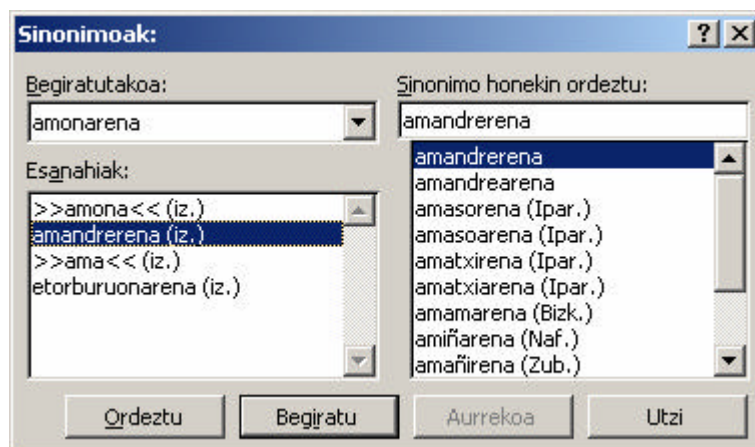 Sinonimoak:
Begiratutakoa:
amonarena
Esanahiak:
>>amona<< (iz.)
amandrerena (iz.)
>>ama<< (iz.)
etorburuonarena (iz.)
Sinonimo honekin ordeztu:
amandrerena
amandrerena
amandrearena
amasorena (Ipar.)
amasoarena (Ipar.)
amatxirena (Ipar.)
amatxiarena (Ipar.)
amamarena (Bizk.)
amiñarena (Naf.)
amañirena (Zub.)
Ordeztu
Begiratu
Aurrekoa
Utzi